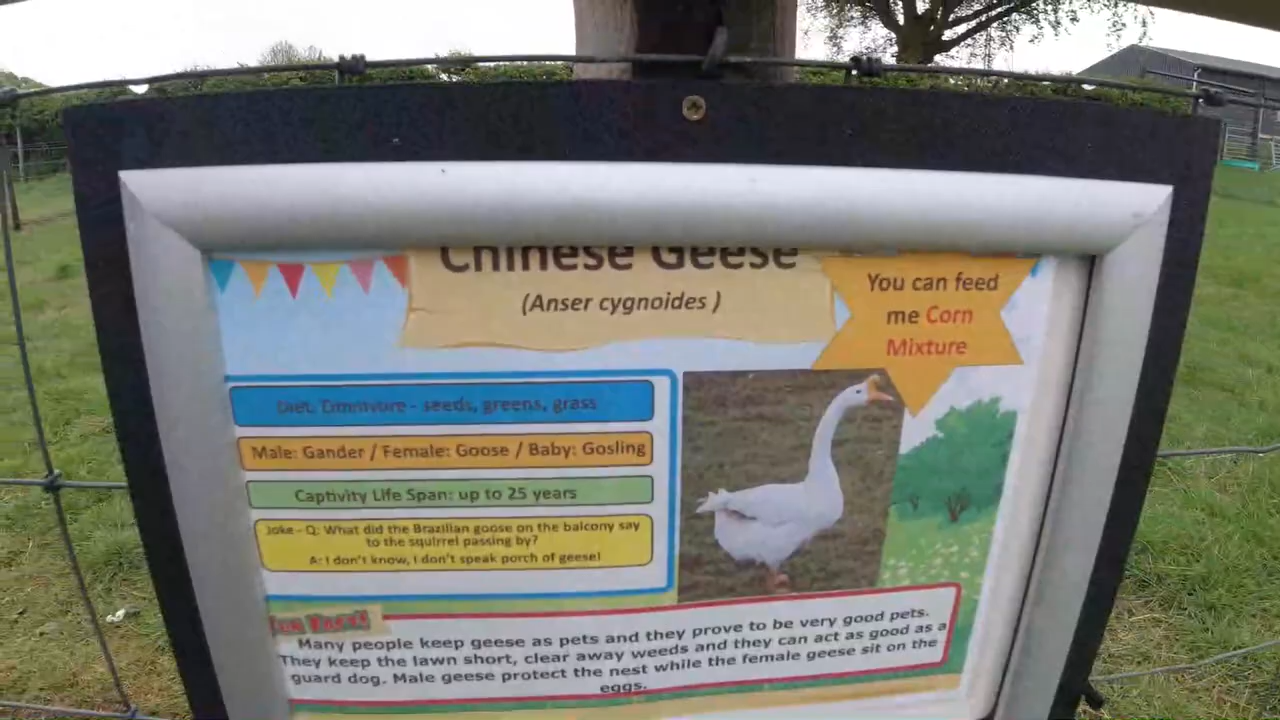 Chinese Geese
(Anser cygnoides )
You can feed
me Corn
Mixture
Diet: Omnivore - seeds, greens, grass
Male: Gander / Female: Goose / Baby: Gosling
Captivity Life Span: up to 25 years
Joke - Q: What did the Brazilian goose on the balcony say
to the squirrel passing by?
A: I don't know, I don't speak porch of geese!
Fun Fact!
Many people keep geese as pets and they prove to be very good pets.
They keep the lawn short, clear away weeds and they can act as good as a
guard dog. Male geese protect the nest while the female geese sit on the
eggs.